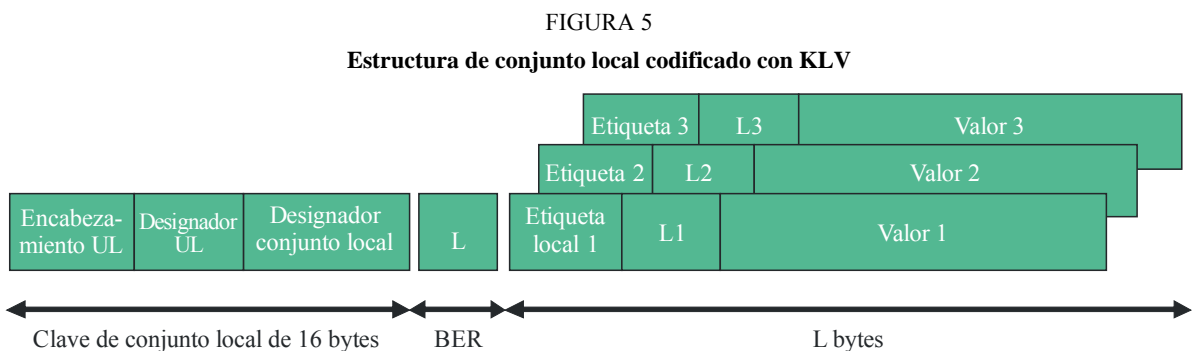 FIGURA 5
Estructura de conjunto local codificado con KLV
Etiqueta 3 L3 Valor 3
Etiqueta 2 L2 Valor 2
Encabeza-
miento UL
Designador
UL
Designador
conjunto local
L
Etiqueta
local 1
L1
Valor 1
Clave de conjunto local de 16 bytes BER L bytes